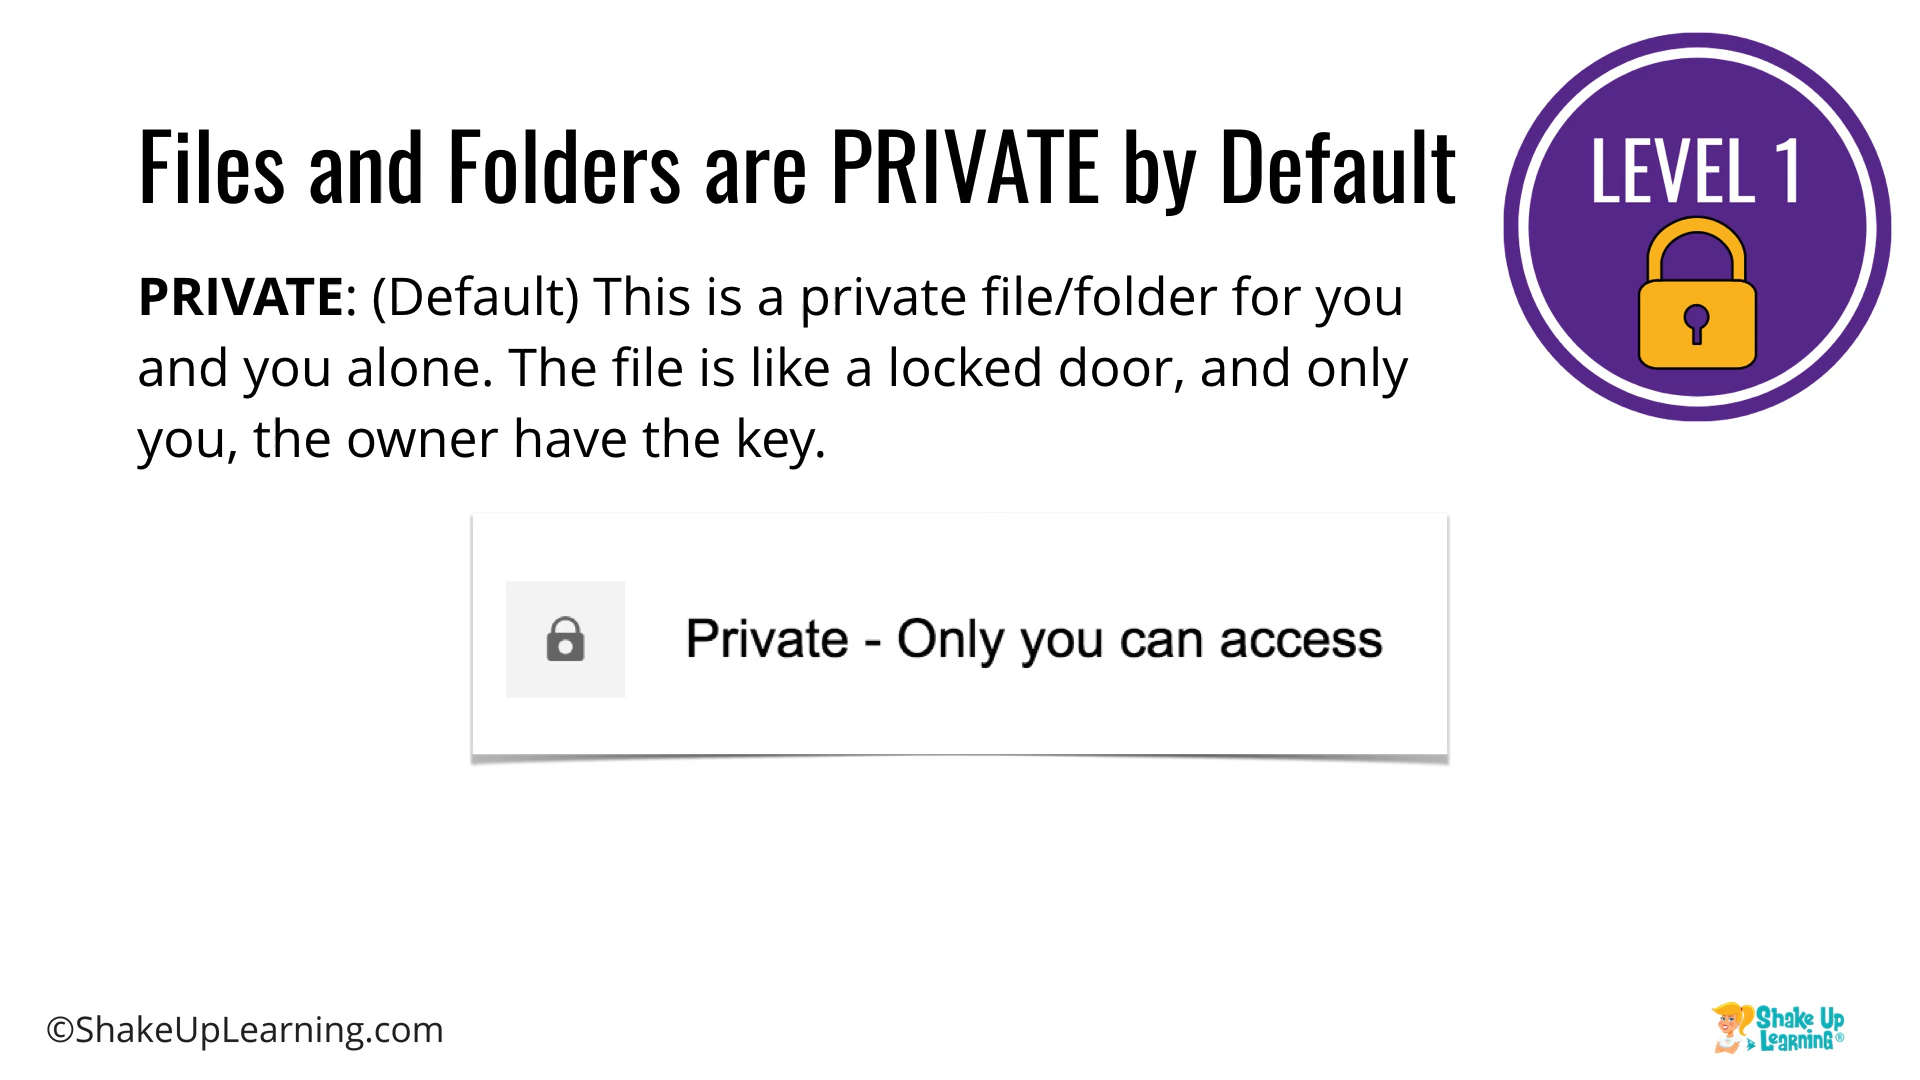 Files and Folders are PRIVATE by Default
LEVEL 1
PRIVATE: (Default) This is a private file/folder for you
and you alone. The file is like a locked door, and only
you, the owner have the key.
Private - Only you can access
©ShakeUpLearning.com
Shake Up
Learning®